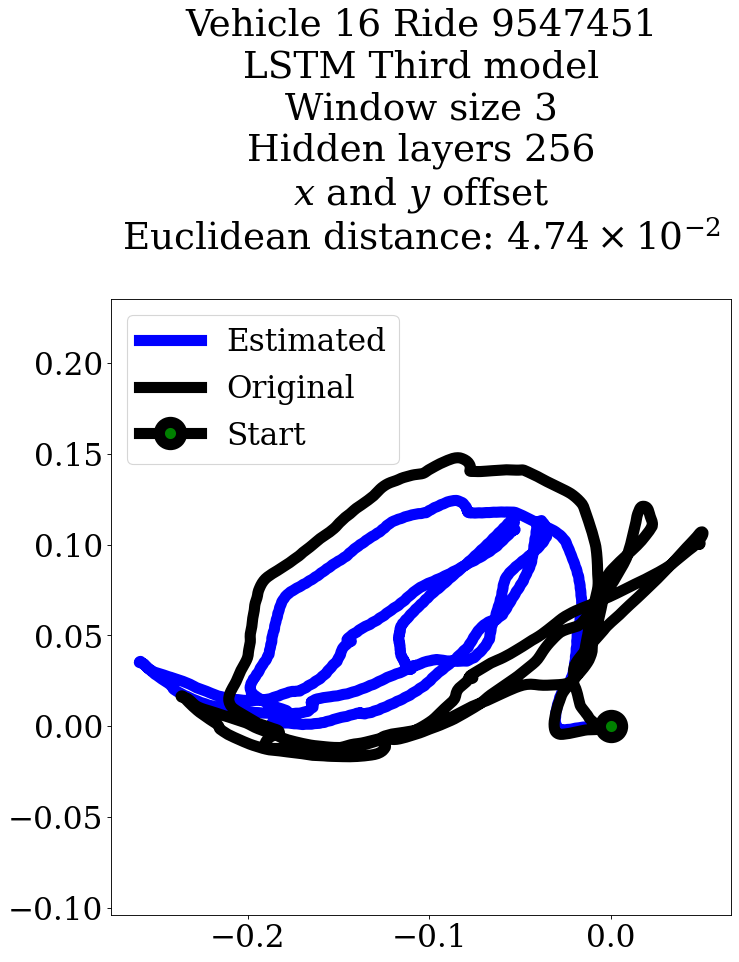 Vehicle 16 Ride 9547451
LSTM Third model
Window size 3
Hidden layers 256
x and y offset
Euclidean distance: 4.74 × 10⁻²
Estimated
Original
Start
0.20
0.15
0.10
0.05
0.00
−0.05
−0.10
−0.2 −0.1 0.0